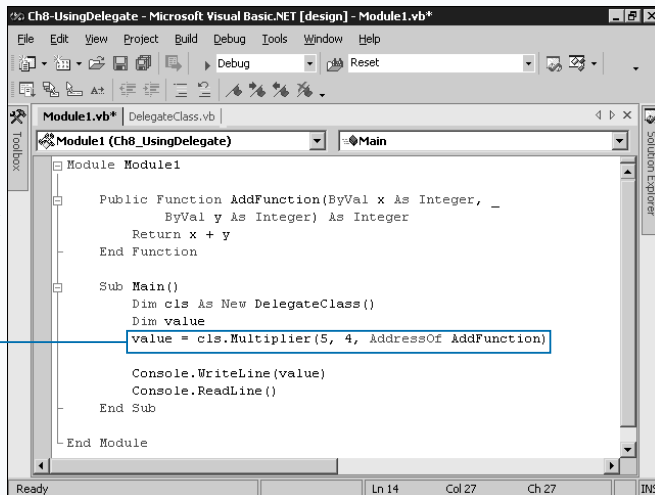 Ch8-UsingDelegate - Microsoft Visual Basic.NET [design] - Module1.vb*
File Edit View Project Build Debug Tools Window Help
Debug Reset
Module1.vb* DelegateClass.vb
Toolbox
Solution Explorer
Module1 (Ch8_UsingDelegate) Main
Module Module1
Public Function AddFunction(ByVal x As Integer, _
ByVal y As Integer) As Integer
Return x + y
End Function
Sub Main()
Dim cls As New DelegateClass()
Dim value
value = cls.Multiplier(5, 4, AddressOf AddFunction)
Console.WriteLine(value)
Console.ReadLine()
End Sub
End Module
Ready Ln 14 Col 27 Ch 27 INS